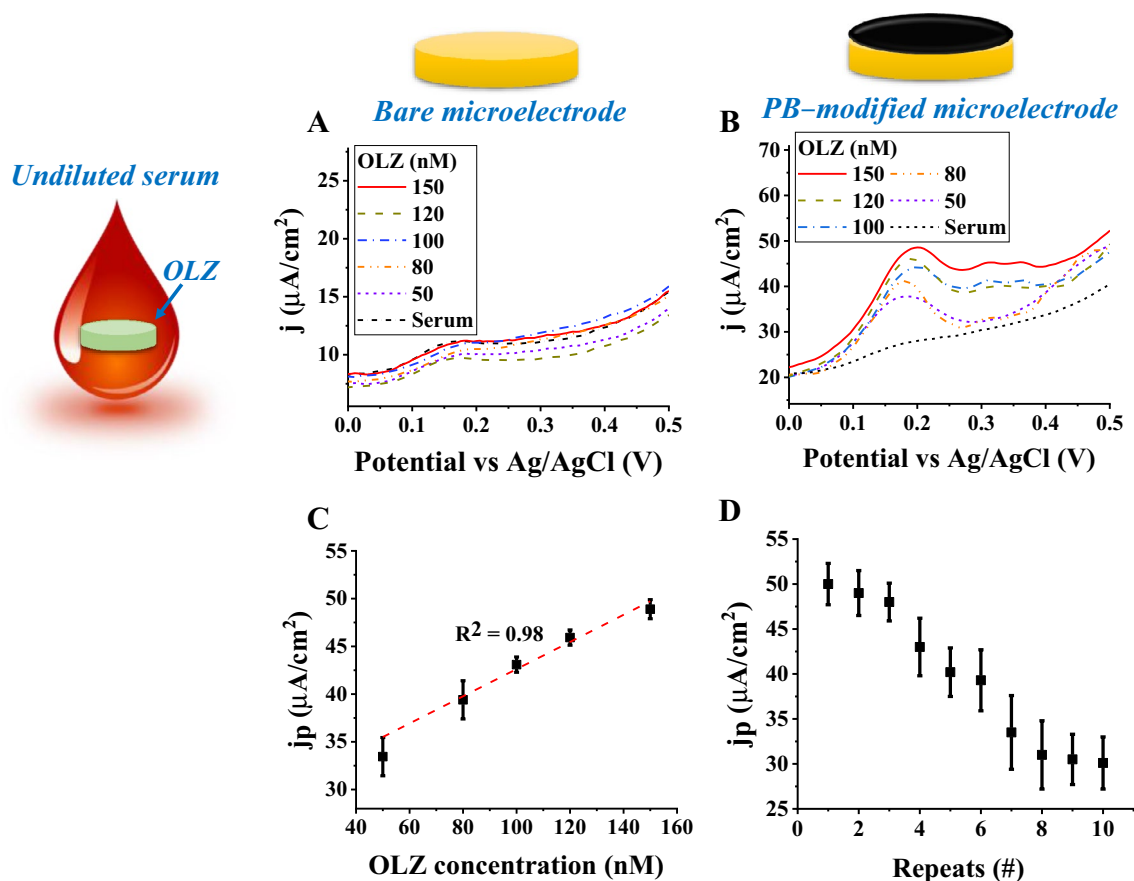 Undiluted serum
OLZ
Bare microelectrode
PB–modified microelectrode
A
OLZ (nM)
150
120
100
80
50
Serum
25
20
15
10
j (μA/cm²)
0.0 0.1 0.2 0.3 0.4 0.5
Potential vs Ag/AgCl (V)
B
OLZ (nM)
150
120
100
80
50
Serum
70
60
50
40
30
20
j (μA/cm²)
0.0 0.1 0.2 0.3 0.4 0.5
Potential vs Ag/AgCl (V)
C
R² = 0.98
55
50
45
40
35
30
jp (μA/cm²)
40 60 80 100 120 140 160
OLZ concentration (nM)
D
55
50
45
40
35
30
25
jp (μA/cm²)
0 2 4 6 8 10
Repeats (#)